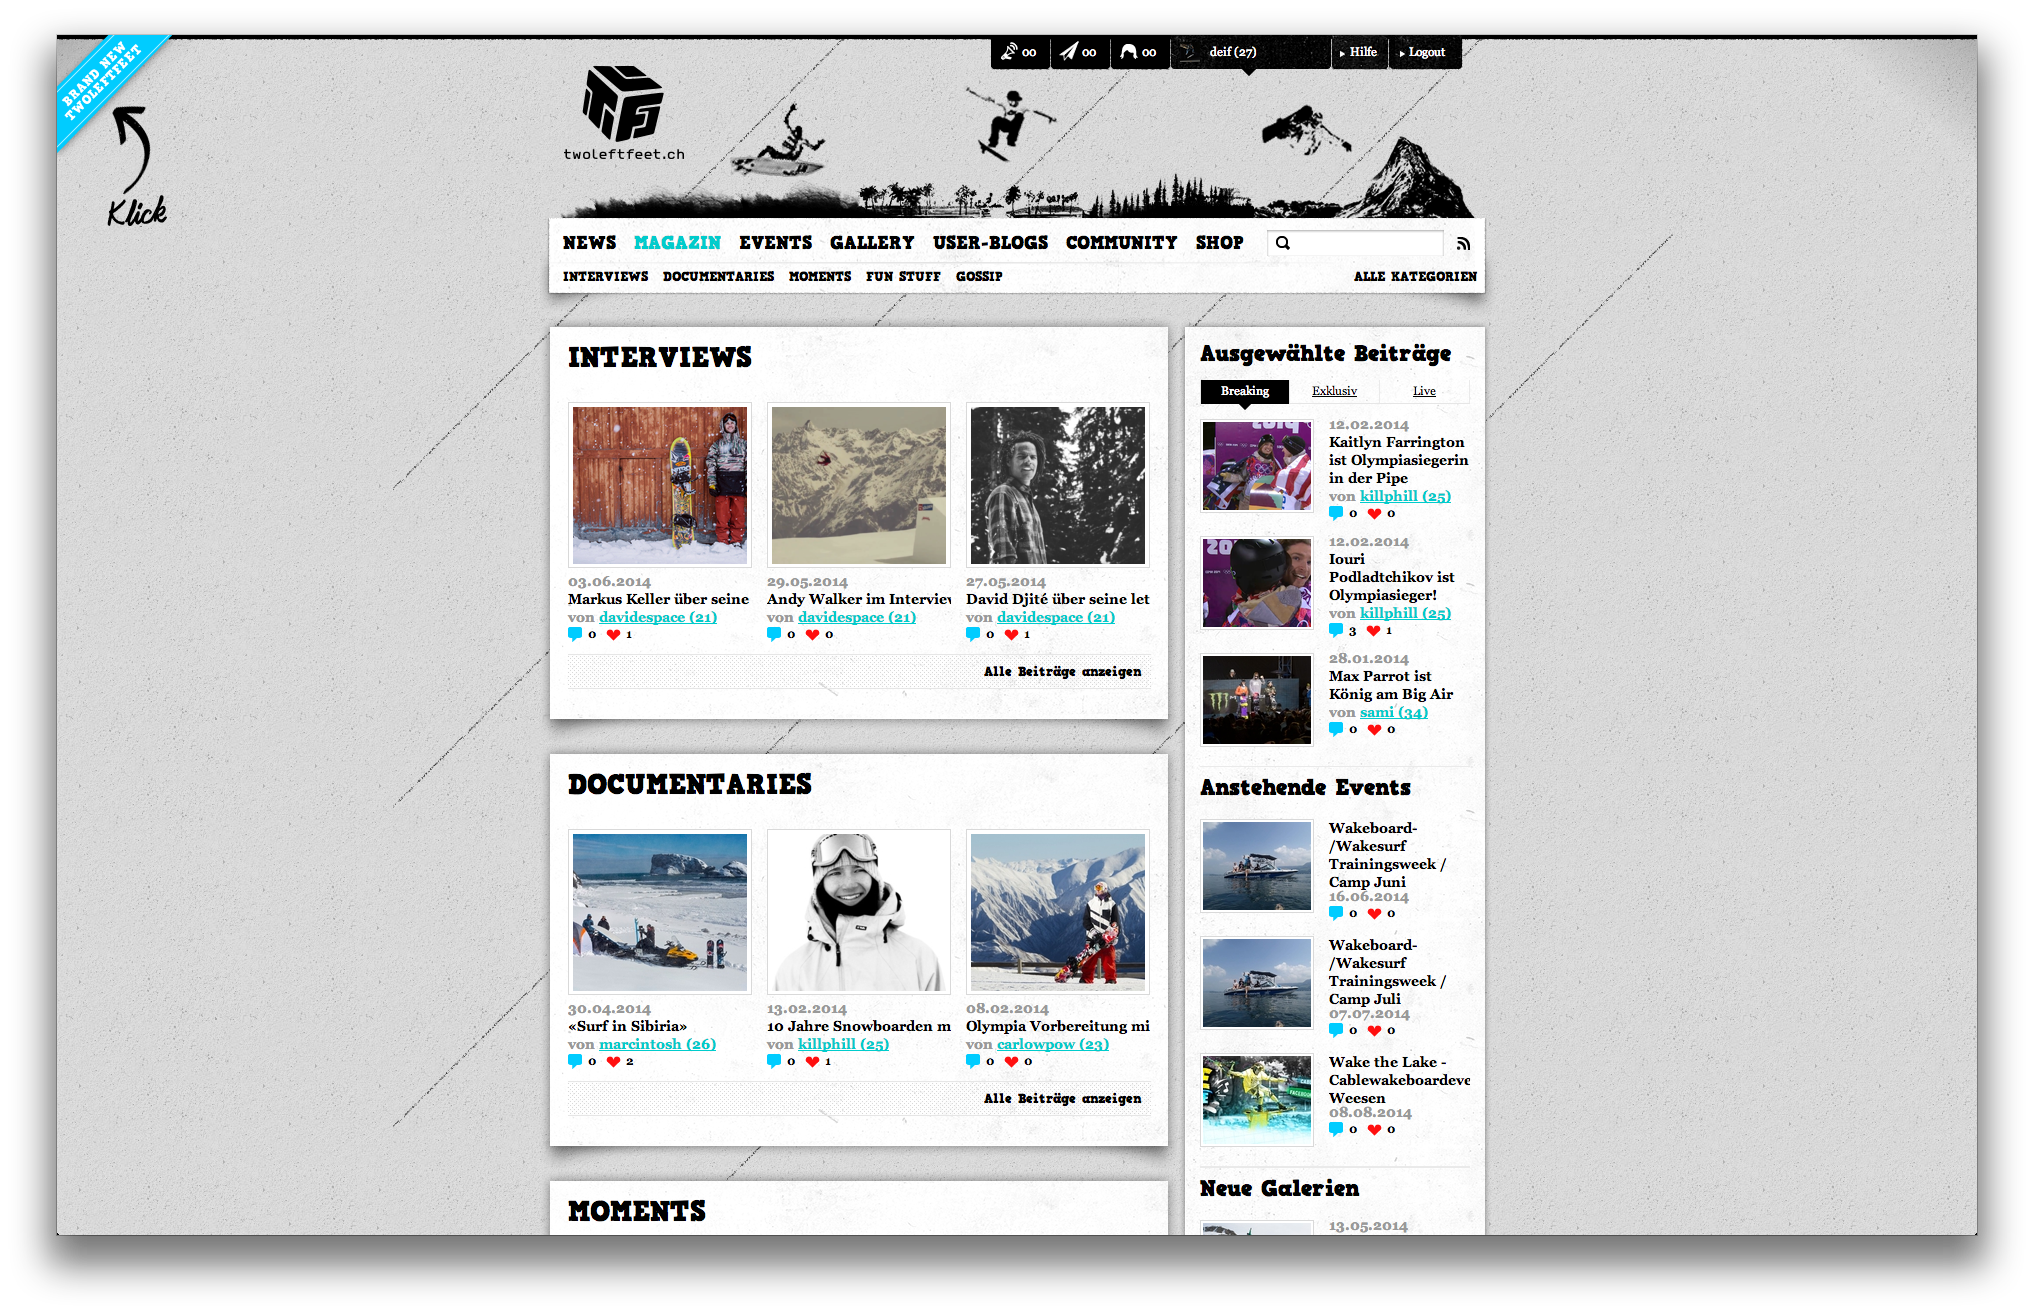 BRAND NEW
TWOLEFTFEET
Klick
00 00 00 deif (27) Hilfe Logout
twoleftfeet.ch
NEWS MAGAZIN EVENTS GALLERY USER-BLOGS COMMUNITY SHOP
INTERVIEWS DOCUMENTARIES MOMENTS FUN STUFF GOSSIP ALLE KATEGORIEN
INTERVIEWS
03.06.2014
Markus Keller über seine
von davidespace (21)
0 1
29.05.2014
Andy Walker im Interview
von davidespace (21)
0 0
27.05.2014
David Djité über seine let
von davidespace (21)
0 1
Alle Beiträge anzeigen
DOCUMENTARIES
30.04.2014
«Surf in Sibiria»
von marcintosh (26)
0 2
13.02.2014
10 Jahre Snowboarden m
von killphill (25)
0 1
08.02.2014
Olympia Vorbereitung mi
von carlowpow (23)
0 0
Alle Beiträge anzeigen
MOMENTS
Ausgewählte Beiträge
Breaking Exklusiv Live
12.02.2014
Kaitlyn Farrington
ist Olympiasiegerin
in der Pipe
von killphill (25)
0 0
12.02.2014
Iouri
Podladtchikov ist
Olympiasieger!
von killphill (25)
3 1
28.01.2014
Max Parrot ist
König am Big Air
von sami (34)
0 0
Anstehende Events
Wakeboard-
/Wakesurf
Trainingsweek /
Camp Juni
16.06.2014
0 0
Wakeboard-
/Wakesurf
Trainingsweek /
Camp Juli
07.07.2014
0 0
Wake the Lake -
Cablewakeboardeve
Weesen
08.08.2014
0 0
Neue Galerien
13.05.2014